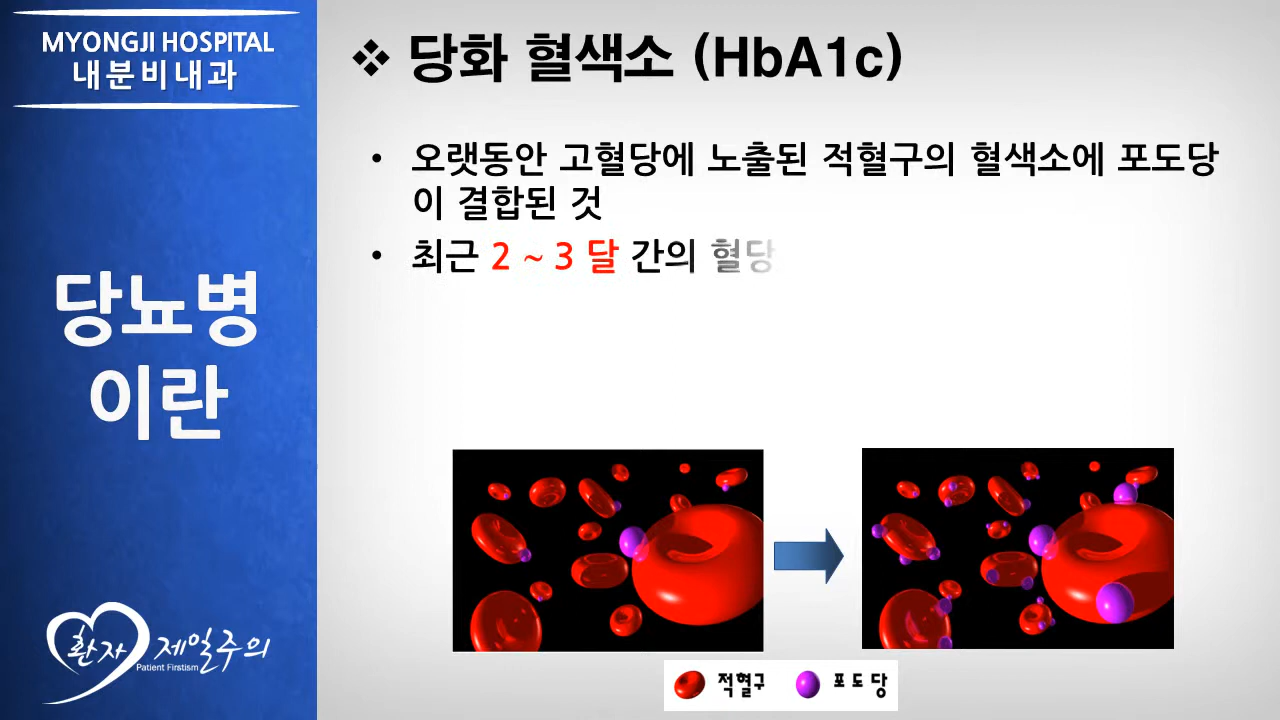 MYONGJI HOSPITAL
내분비내과
당뇨병
이란
환자 제일주의
Patient Firstism
❖ 당화 혈색소 (HbA1c)
• 오랫동안 고혈당에 노출된 적혈구의 혈색소에 포도당
이 결합된 것
• 최근 2 ~ 3 달 간의 혈당
적혈구 포도당